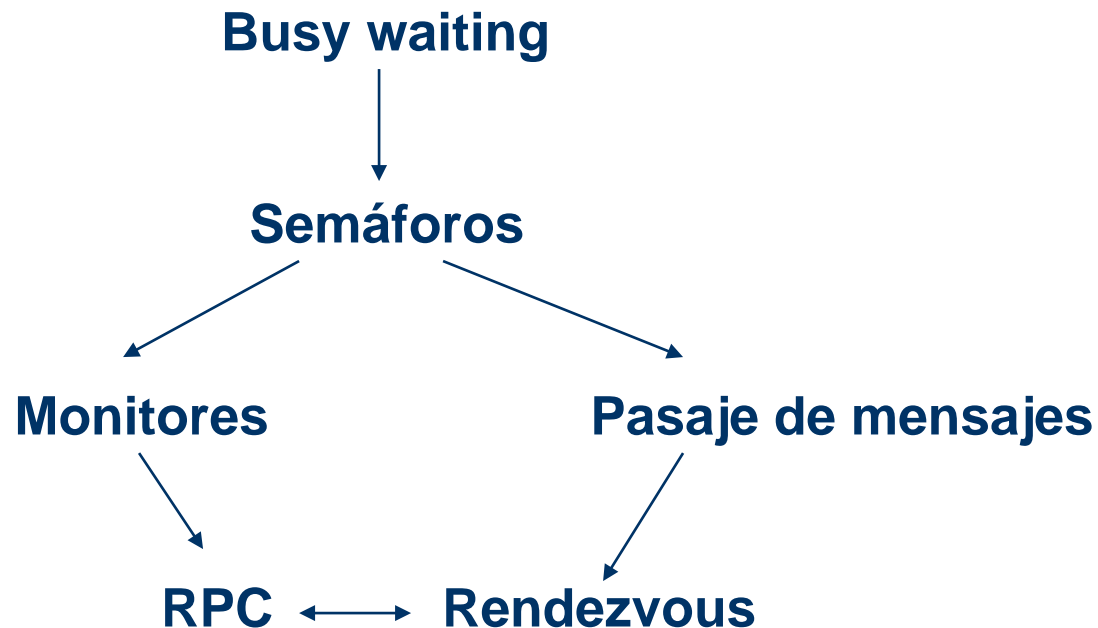 Busy waiting
Semáforos
Monitores
Pasaje de mensajes
RPC
Rendezvous